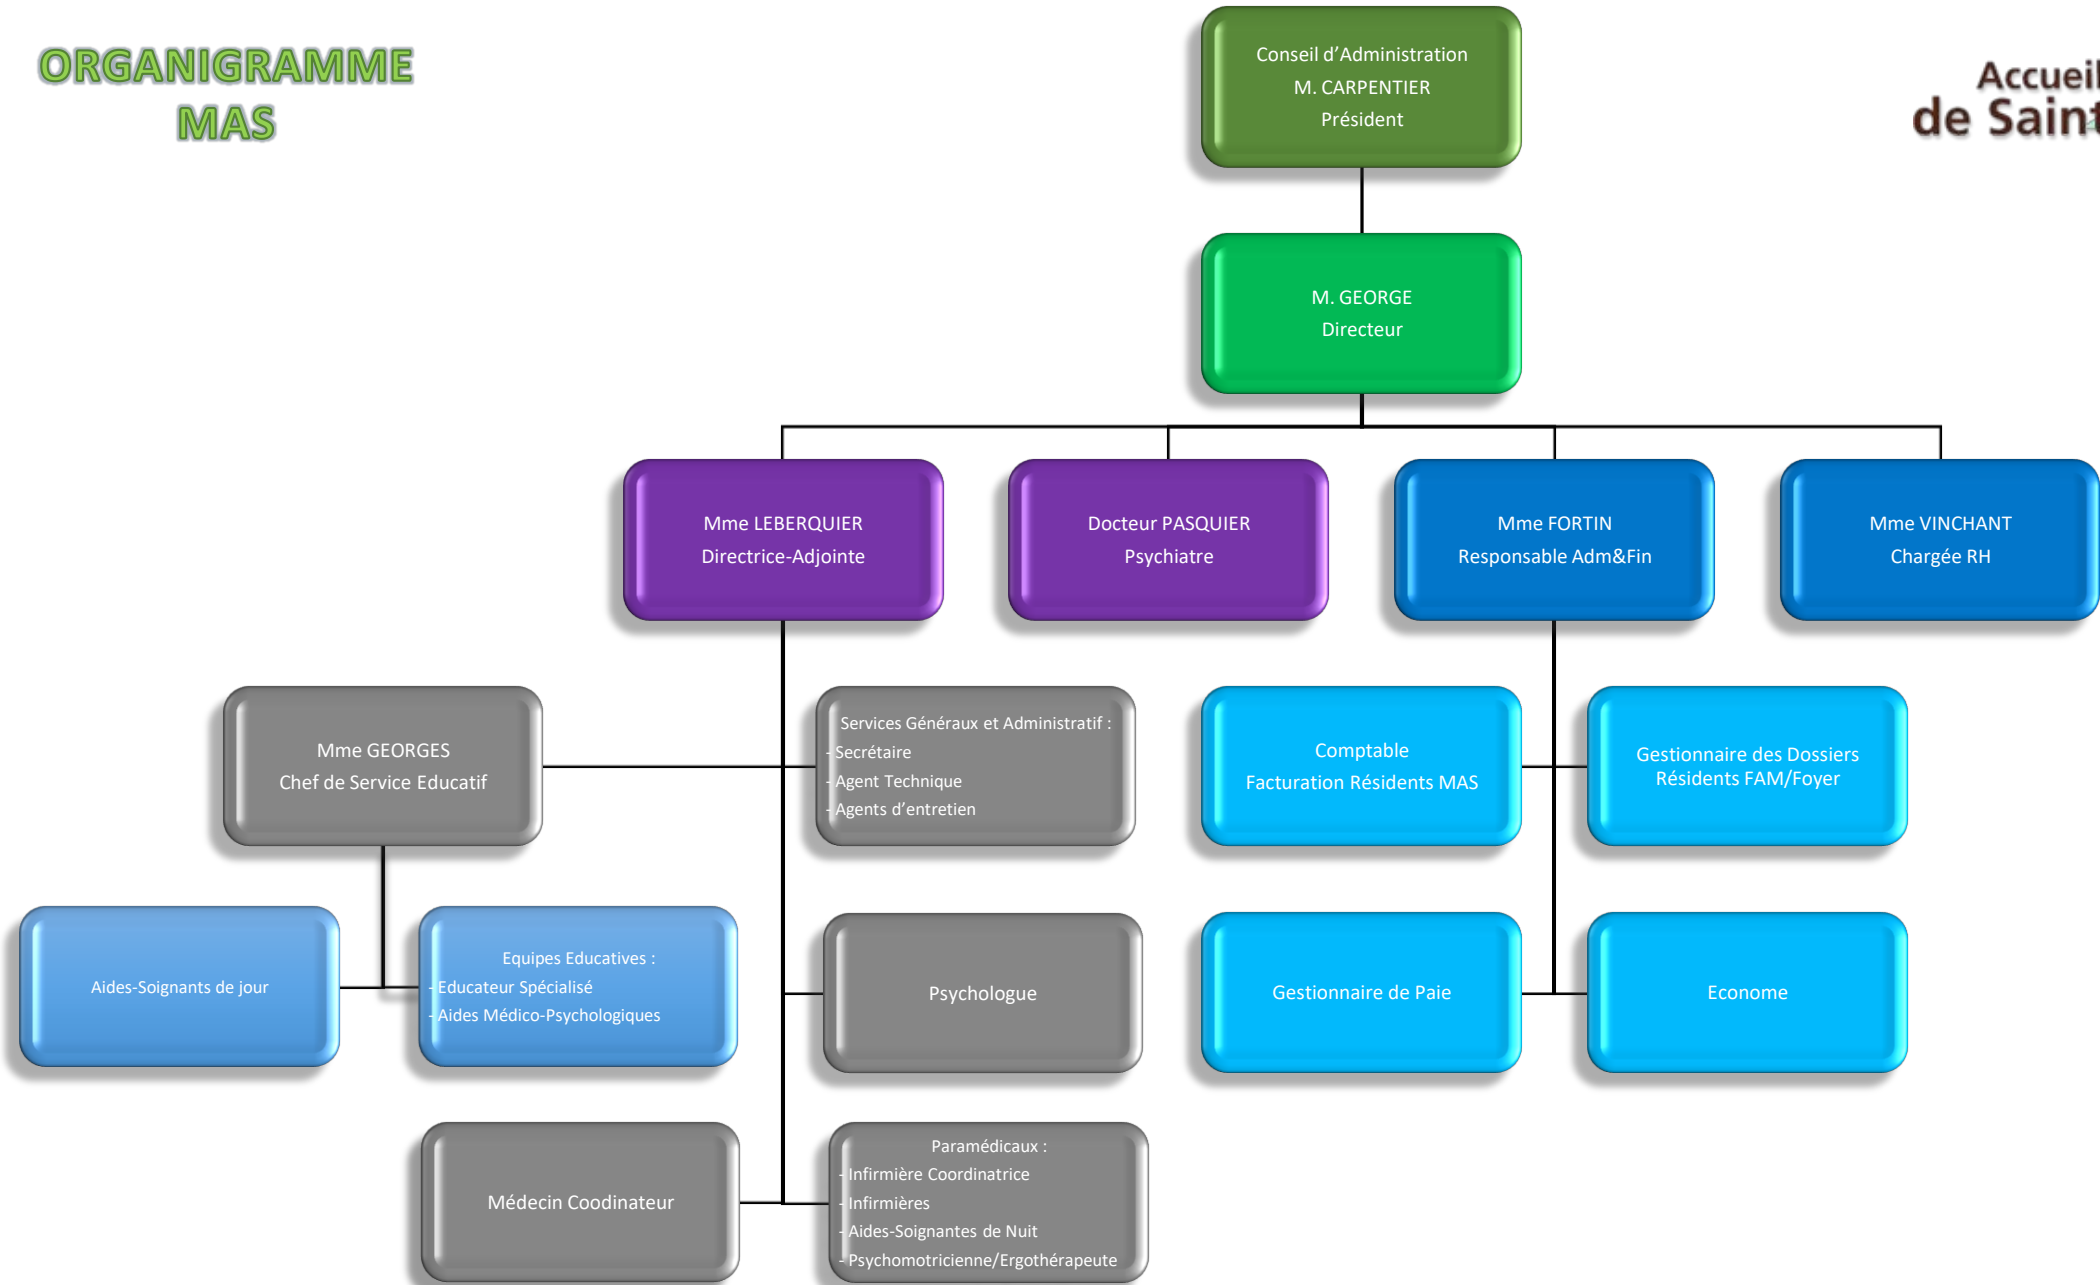 ORGANIGRAMME
MAS
Accueil
de Saint
Conseil d’Administration
M. CARPENTIER
Président
M. GEORGE
Directeur
Mme LEBERQUIER
Directrice-Adjointe
Docteur PASQUIER
Psychiatre
Mme FORTIN
Responsable Adm&Fin
Mme VINCHANT
Chargée RH
Mme GEORGES
Chef de Service Educatif
Services Généraux et Administratif :
- Secrétaire
- Agent Technique
- Agents d’entretien
Comptable
Facturation Résidents MAS
Gestionnaire des Dossiers
Résidents FAM/Foyer
Aides-Soignants de jour
Equipes Educatives :
- Educateur Spécialisé
- Aides Médico-Psychologiques
Psychologue
Gestionnaire de Paie
Econome
Médecin Coodinateur
Paramédicaux :
- Infirmière Coordinatrice
- Infirmières
- Aides-Soignantes de Nuit
- Psychomotricienne/Ergothérapeute